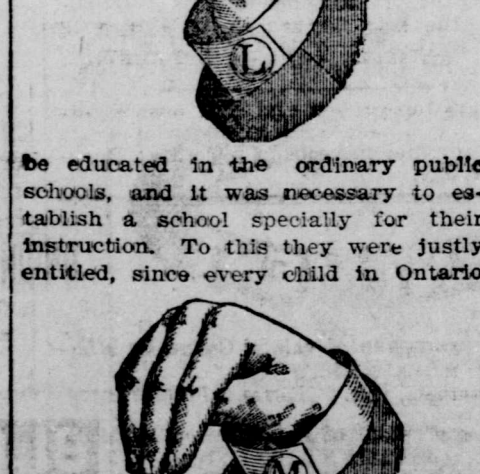 L
be educated in the ordinary public
schools, and it was necessary to es-
tablish a school specially for their
instruction. To this they were justly
entitled, since every child in Ontario
M